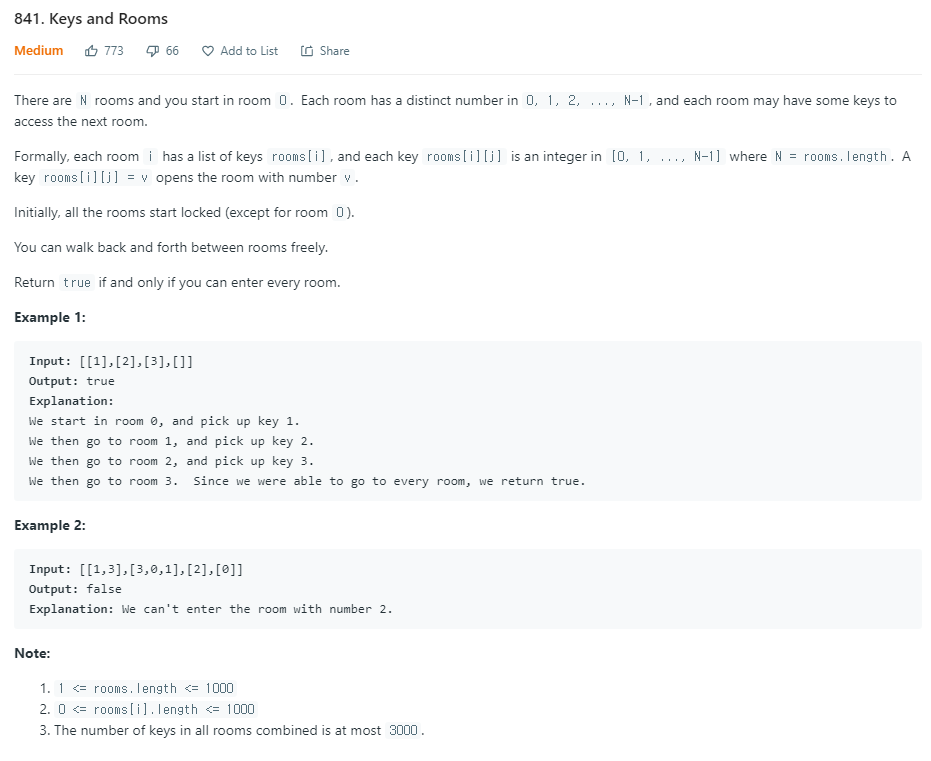 841. Keys and Rooms
Medium 773 66 Add to List Share
There are N rooms and you start in room 0. Each room has a distinct number in 0, 1, 2, ..., N-1, and each room may have some keys to
access the next room.
Formally, each room i has a list of keys rooms[i], and each key rooms[i][j] is an integer in [0, 1, ..., N-1] where N = rooms.length. A
key rooms[i][j] = v opens the room with number v.
Initially, all the rooms start locked (except for room 0).
You can walk back and forth between rooms freely.
Return true if and only if you can enter every room.
Example 1:
Input: [[1],[2],[3],[]]
Output: true
Explanation:
We start in room 0, and pick up key 1.
We then go to room 1, and pick up key 2.
We then go to room 2, and pick up key 3.
We then go to room 3.  Since we were able to go to every room, we return true.
Example 2:
Input: [[1,3],[3,0,1],[2],[0]]
Output: false
Explanation: We can't enter the room with number 2.
Note:
1. 1 <= rooms.length <= 1000
2. 0 <= rooms[i].length <= 1000
3. The number of keys in all rooms combined is at most 3000.